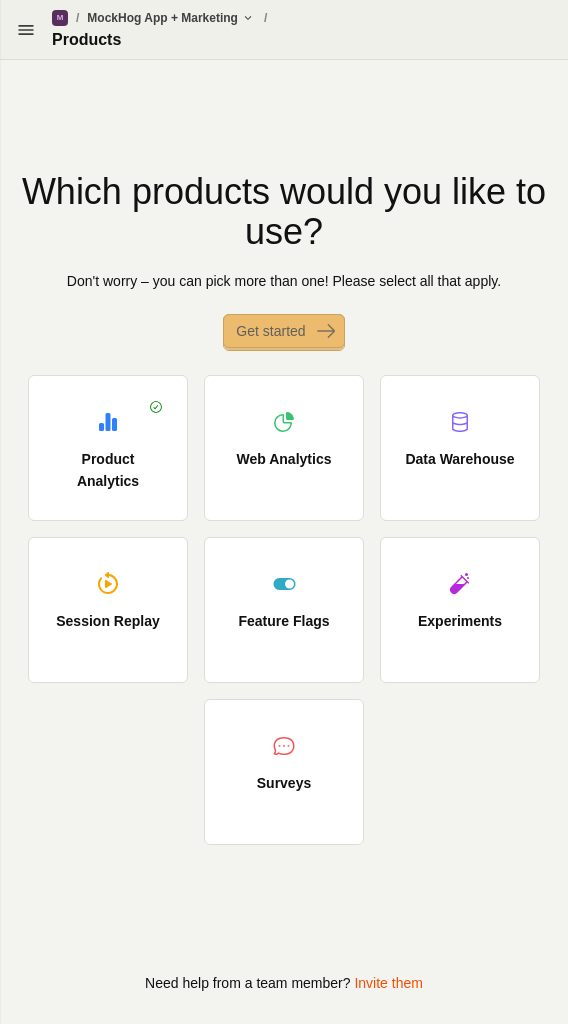 M / MockHog App + Marketing /
Products
Which products would you like to
use?
Don't worry – you can pick more than one! Please select all that apply.
Get started
Product
Analytics
Web Analytics
Data Warehouse
Session Replay
Feature Flags
Experiments
Surveys
Need help from a team member? Invite them